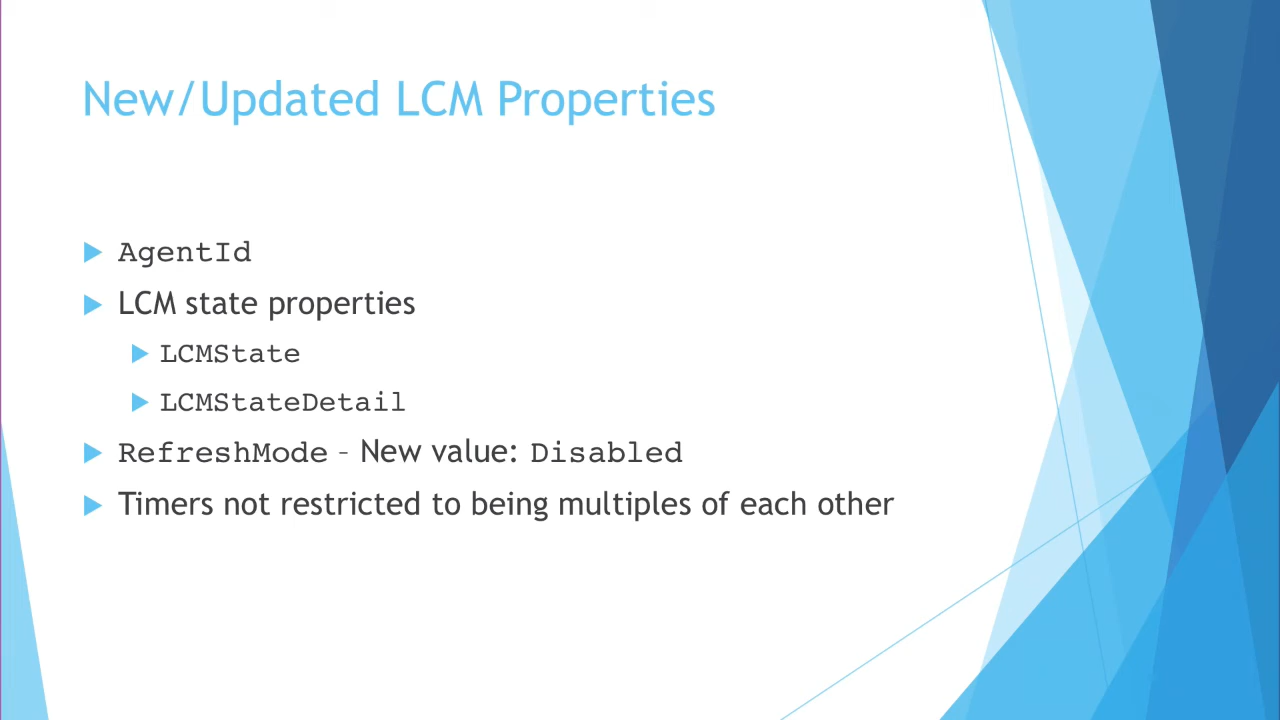 New/Updated LCM Properties
AgentId
LCM state properties
LCMState
LCMStateDetail
RefreshMode – New value: Disabled
Timers not restricted to being multiples of each other